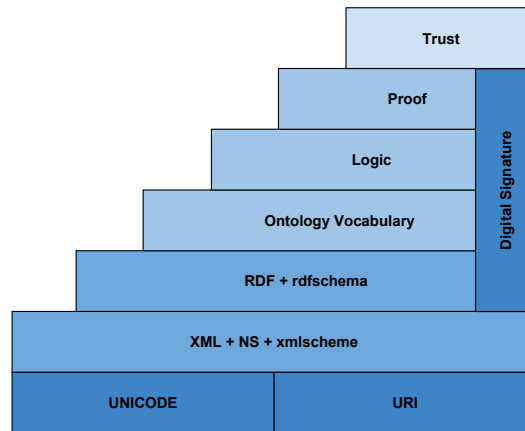 Trust
Proof
Logic
Ontology Vocabulary
RDF + rdfschema
Digital Signature
XML + NS + xmlscheme
UNICODE
URI